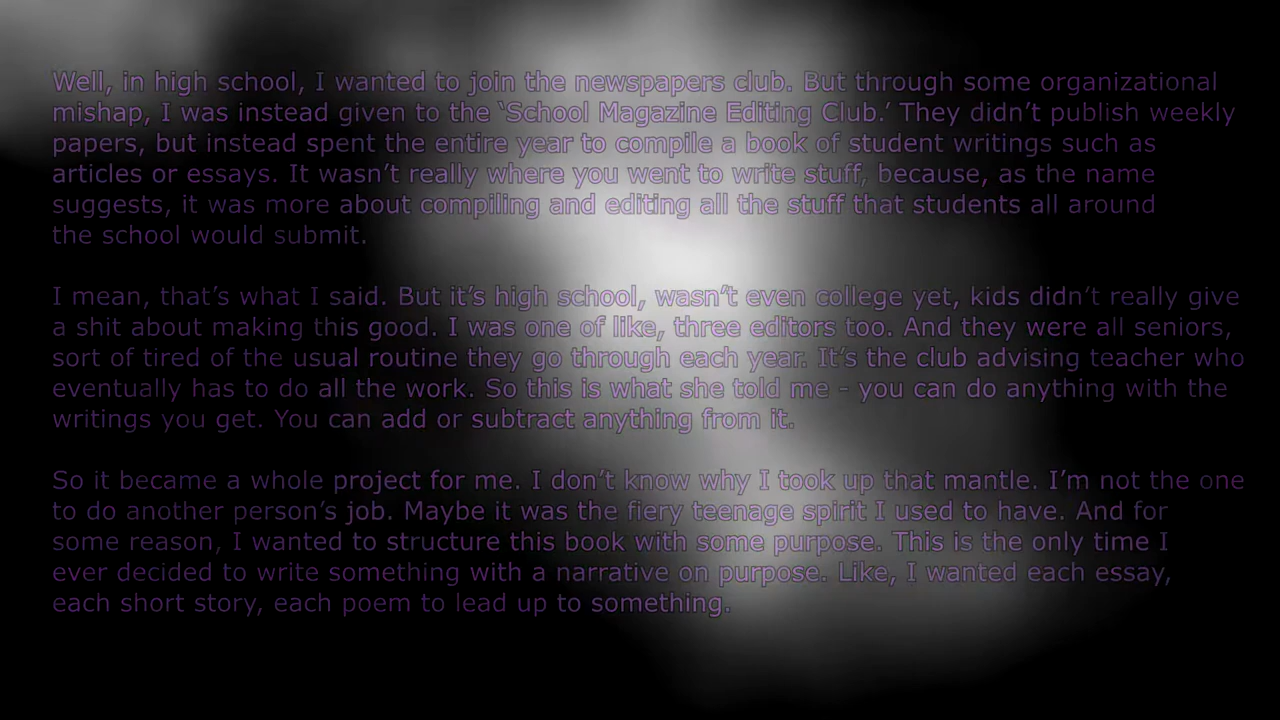 Well, in high school, I wanted to join the newspapers club. But through some organizational
mishap, I was instead given to the ‘School Magazine Editing Club.’ They didn’t publish weekly
papers, but instead spent the entire year to compile a book of student writings such as
articles or essays. It wasn’t really where you went to write stuff, because, as the name
suggests, it was more about compiling and editing all the stuff that students all around
the school would submit.
I mean, that’s what I said. But it’s high school, wasn’t even college yet, kids didn’t really give
a shit about making this good. I was one of like, three editors too. And they were all seniors,
sort of tired of the usual routine they go through each year. It’s the club advising teacher who
eventually has to do all the work. So this is what she told me - you can do anything with the
writings you get. You can add or subtract anything from it.
So it became a whole project for me. I don’t know why I took up that mantle. I’m not the one
to do another person’s job. Maybe it was the fiery teenage spirit I used to have. And for
some reason, I wanted to structure this book with some purpose. This is the only time I
ever decided to write something with a narrative on purpose. Like, I wanted each essay,
each short story, each poem to lead up to something.